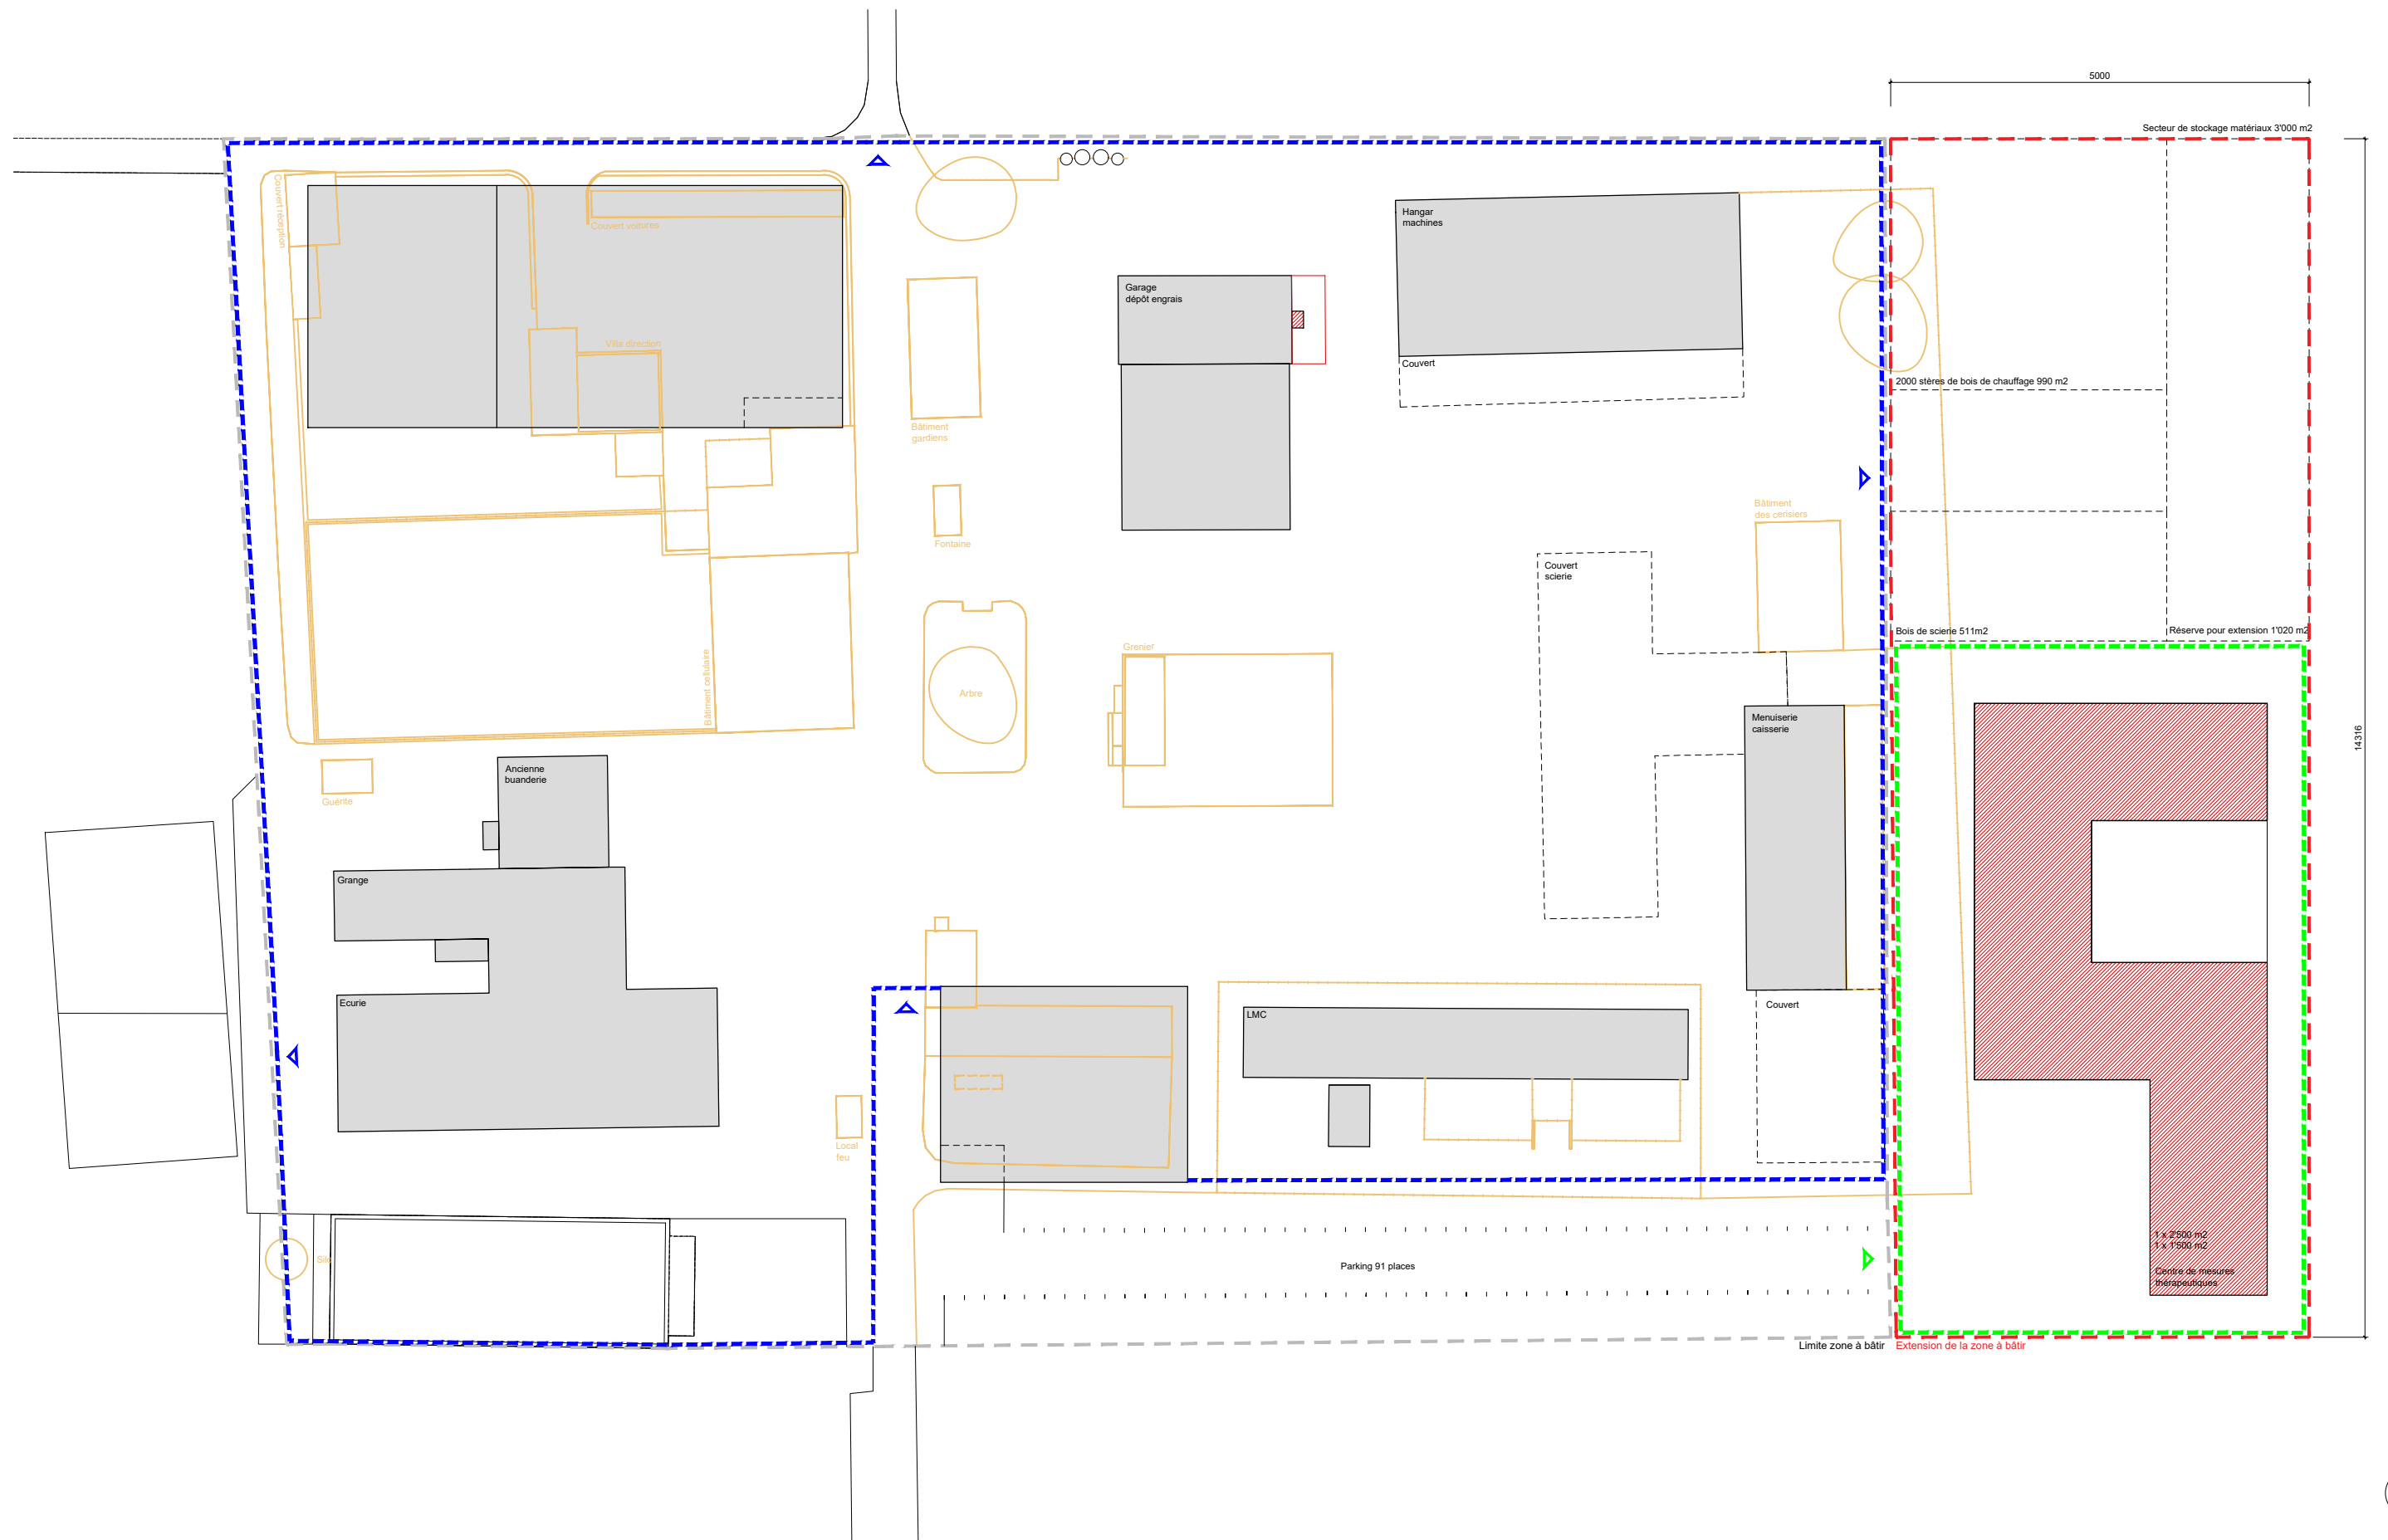 5000
Secteur de stockage matériaux 3'000 m2
Couvert réception
Couvert voitures
Hangar
machines
Garage
dépôt engrais
Villa direction
Couvert
2000 stères de bois de chauffage 990 m2
Bâtiment
gardiens
Bâtiment
des cerisiers
Fontaine
Couvert
scierie
Bois de scierie 511m2
Réserve pour extension 1'020 m2
Grenier
Bâtiment cellulaire
Arbre
Menuiserie
caisserie
14316
Ancienne
buanderie
Guérite
Grange
Ecurie
LMC
Couvert
Local
feu
1 x 2'500 m2
1 x 1'500 m2
Silo
Parking 91 places
Centre de mesures
thérapeutiques
Limite zone à bâtir
Extension de la zone à bâtir